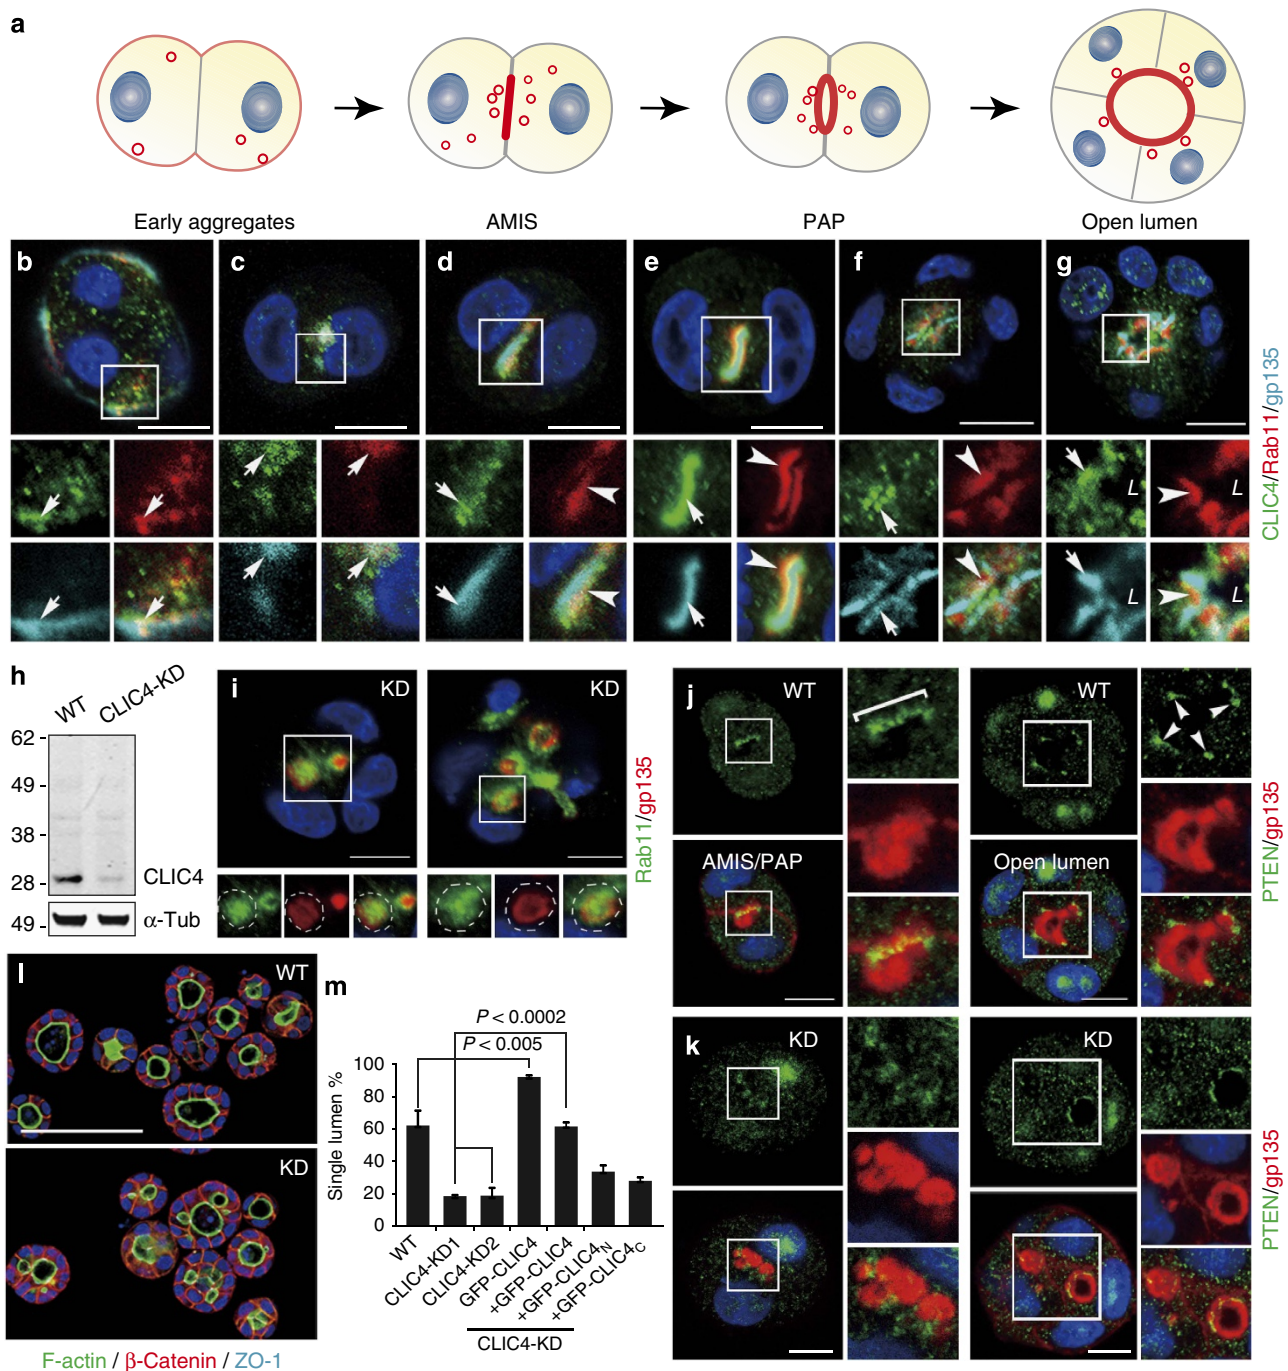 a
Early aggregates
AMIS
PAP
Open lumen
b
c
d
e
f
g
L
L
L
L
CLIC4/Rab11/gp135
h
WT
CLIC4-KD
62
49
38
28
49
CLIC4
α-Tub
i
KD
KD
Rab11/gp135
j
WT
AMIS/PAP
WT
Open lumen
PTEN/gp135
k
KD
KD
PTEN/gp135
l
WT
KD
F-actin / β-Catenin / ZO-1
m
P < 0.0002
P < 0.005
Single lumen %
100
80
60
40
20
0
WT
CLIC4-KD1
CLIC4-KD2
GFP-CLIC4
+GFP-CLIC4
+GFP-CLIC4N
+GFP-CLIC4C
CLIC4-KD